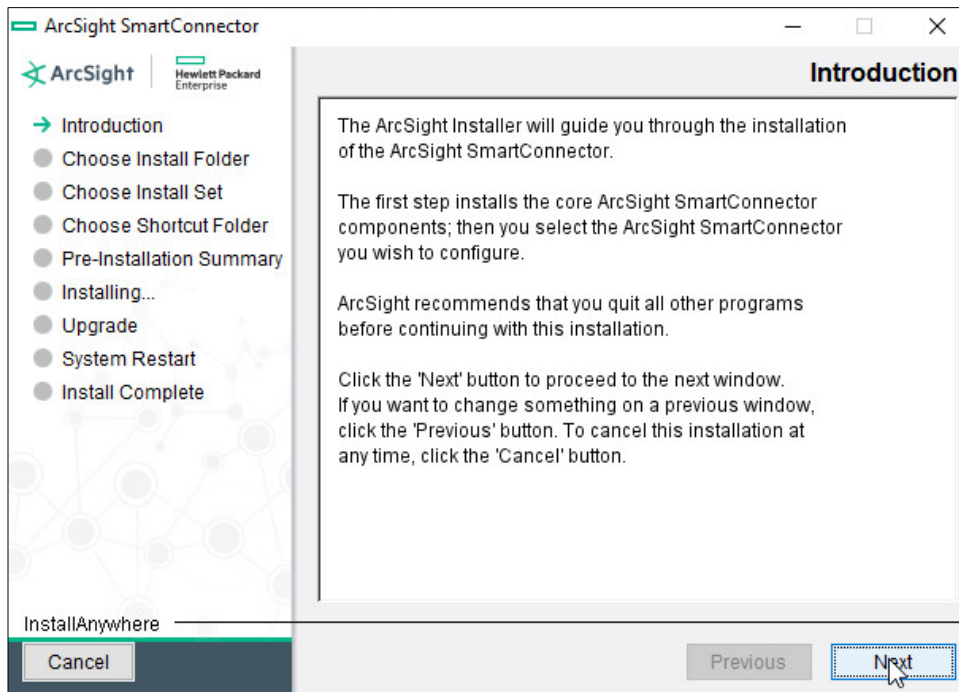 ArcSight SmartConnector
ArcSight
Hewlett Packard
Enterprise
Introduction
Introduction
Choose Install Folder
Choose Install Set
Choose Shortcut Folder
Pre-Installation Summary
Installing...
Upgrade
System Restart
Install Complete
The ArcSight Installer will guide you through the installation
of the ArcSight SmartConnector.
The first step installs the core ArcSight SmartConnector
components; then you select the ArcSight SmartConnector
you wish to configure.
ArcSight recommends that you quit all other programs
before continuing with this installation.
Click the 'Next' button to proceed to the next window.
If you want to change something on a previous window,
click the 'Previous' button. To cancel this installation at
any time, click the 'Cancel' button.
InstallAnywhere
Cancel
Previous
Next